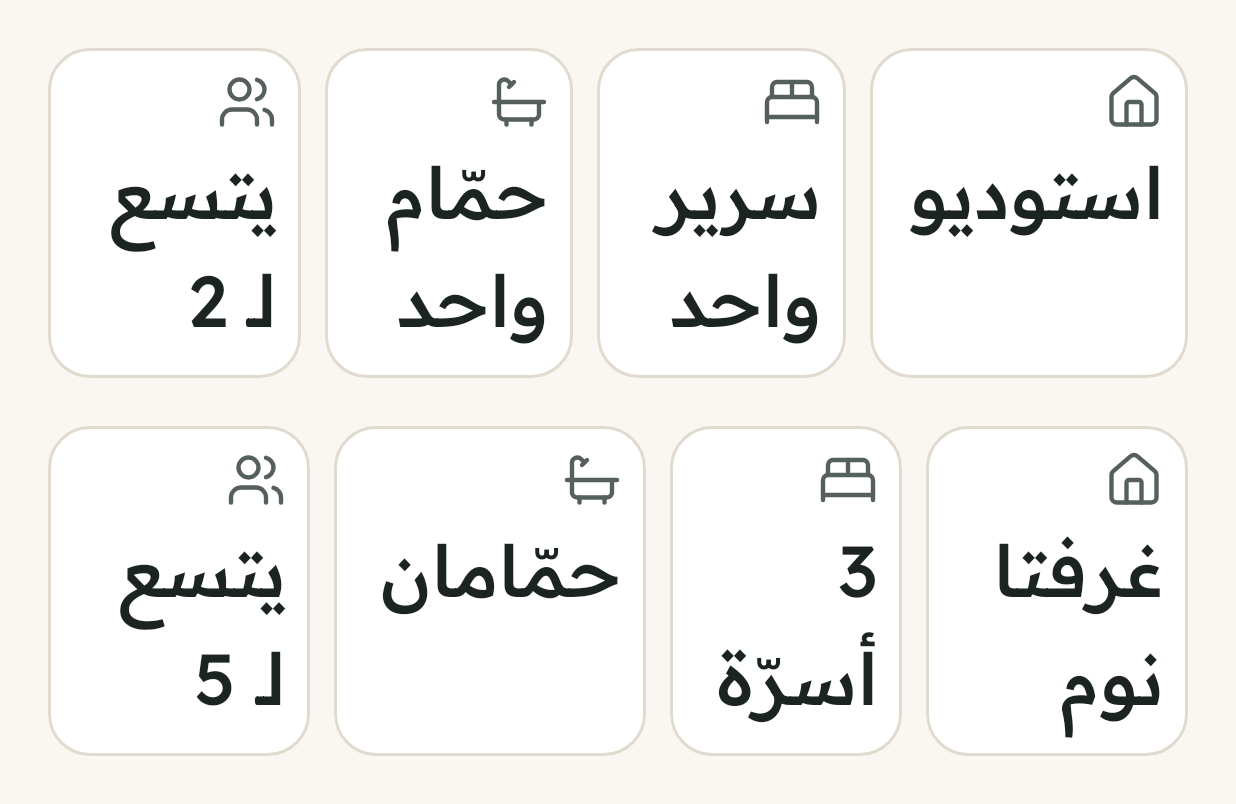 استوديو
سرير
واحد
حمّام
واحد
يتسع
لـ 2
غرفتا
نوم
3
أسرّة
حمّامان
يتسع
لـ 5